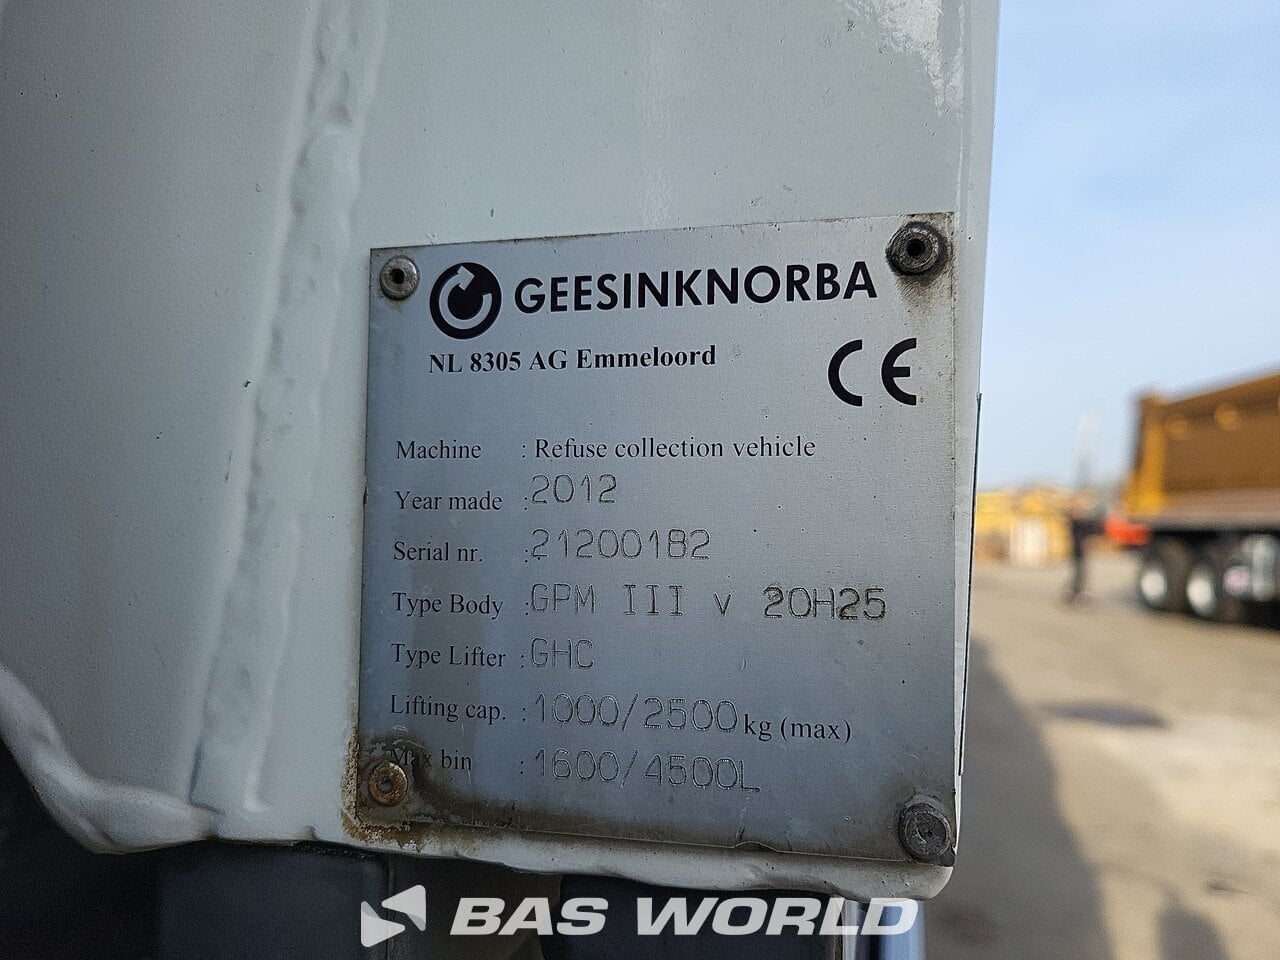 GEESINKNORBA
NL 8305 AG Emmeloord
CE
Machine : Refuse collection vehicle
Year made : 2012
Serial nr. : 21200182
Type Body : GPM III v 20H25
Type Lifter : GHC
Lifting cap. : 1000/2500 kg (max)
Max bin : 1600/4500L
BAS WORLD